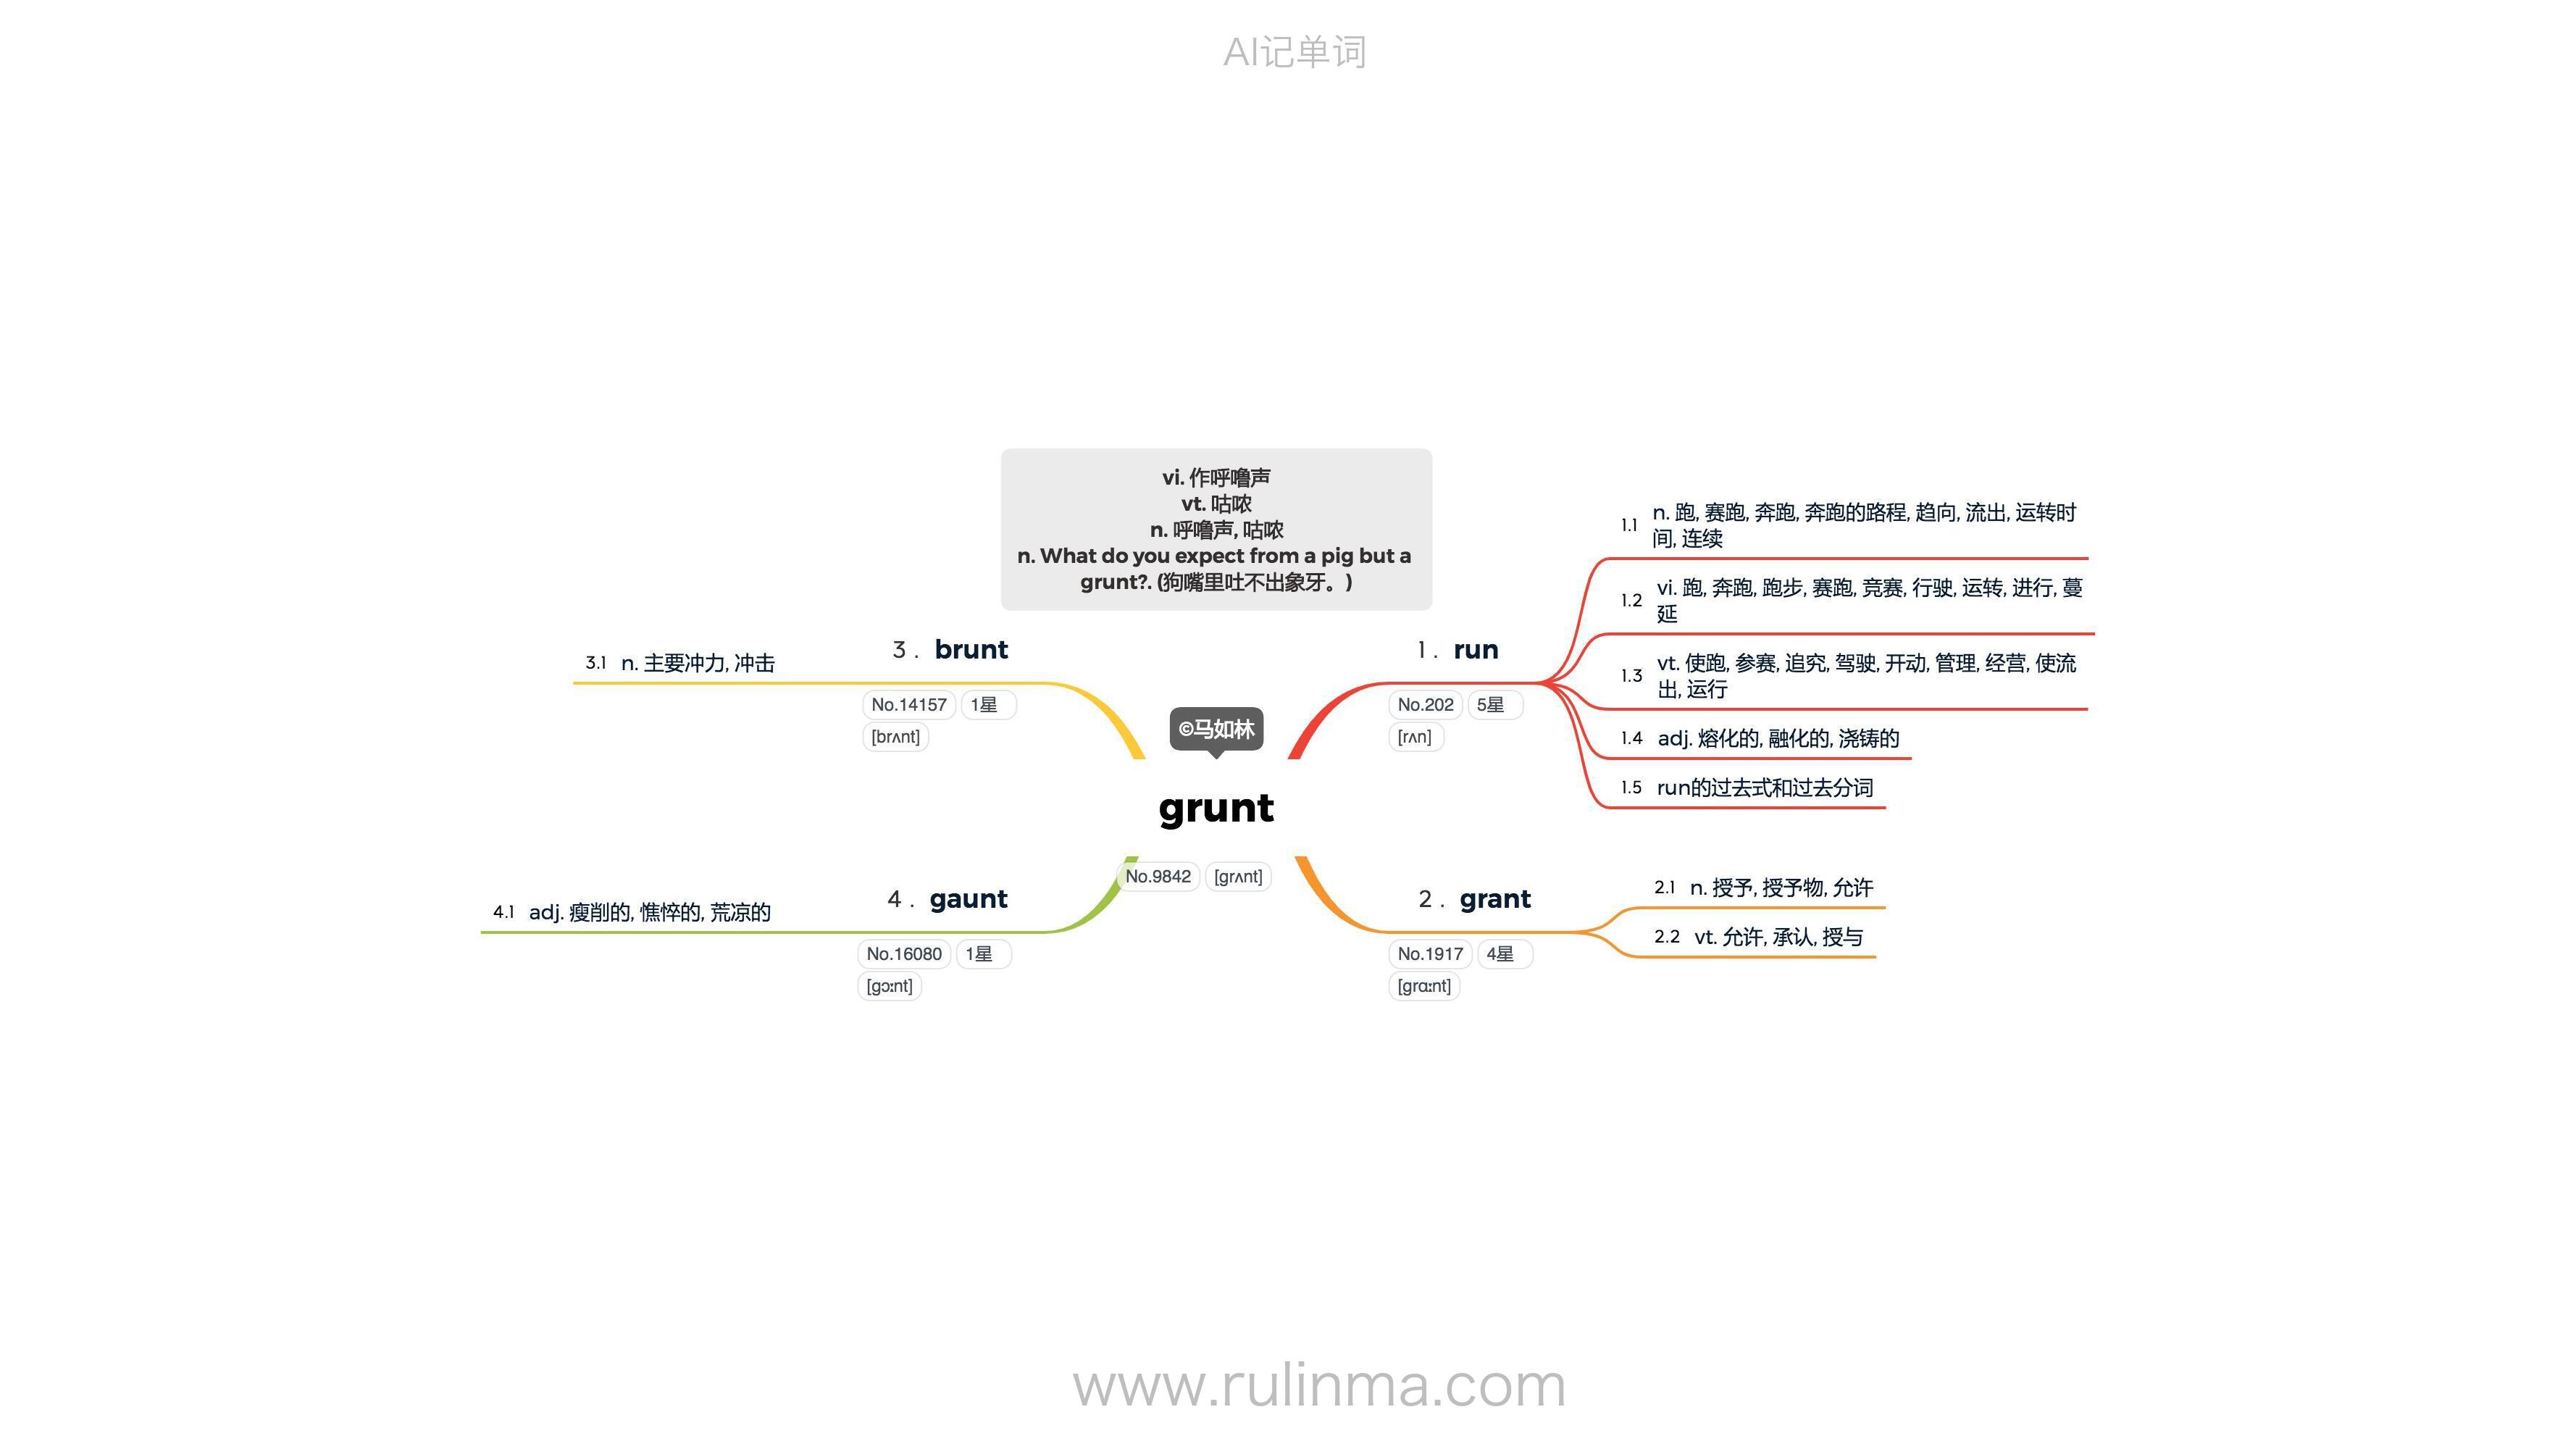 AI记单词
vi. 作呼噜声
vt. 咕哝
n. 呼噜声, 咕哝
n. What do you expect from a pig but a
grunt?. (狗嘴里吐不出象牙。)
©马如林
grunt
No.9842 [grʌnt]
1. run
No.202 5星
[rʌn]
1.1 n. 跑, 赛跑, 奔跑, 奔跑的路程, 趋向, 流出, 运转时
间, 连续
1.2 vi. 跑, 奔跑, 跑步, 赛跑, 竞赛, 行驶, 运转, 进行, 蔓
延
1.3 vt. 使跑, 参赛, 追究, 驾驶, 开动, 管理, 经营, 使流
出, 运行
1.4 adj. 熔化的, 融化的, 浇铸的
1.5 run的过去式和过去分词
2. grant
No.1917 4星
[grɑːnt]
2.1 n. 授予, 授予物, 允许
2.2 vt. 允许, 承认, 授与
3. brunt
No.14157 1星
[brʌnt]
3.1 n. 主要冲力, 冲击
4. gaunt
No.16080 1星
[gɔːnt]
4.1 adj. 瘦削的, 憔悴的, 荒凉的
www.rulinma.com